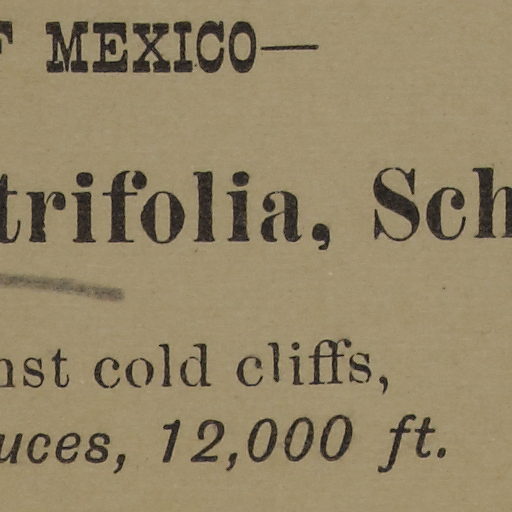 F MEXICO—
trifolia, Sch
nst cold cliffs,
uces, 12,000 ft.